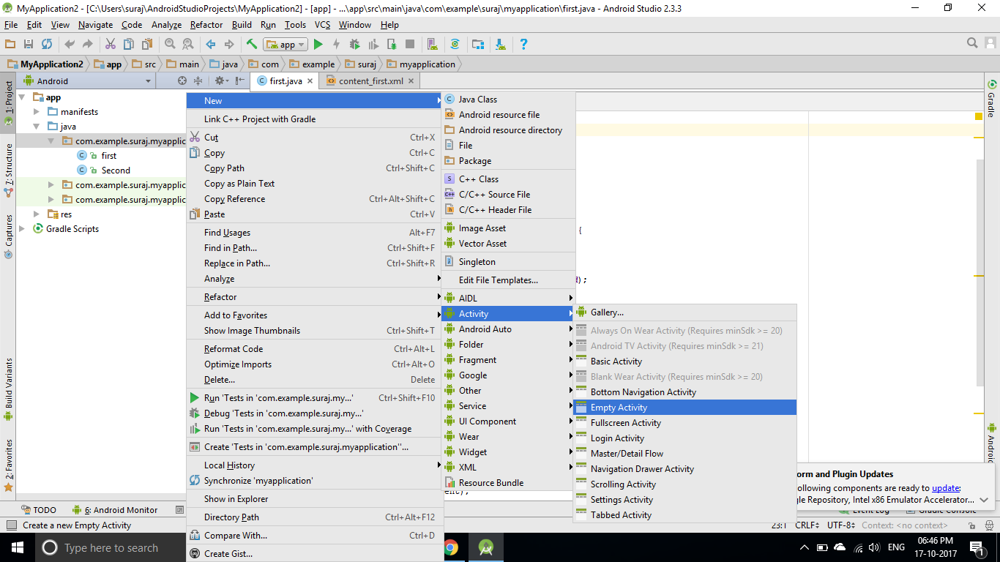 MyApplication2 - [C:\Users\suraj\AndroidStudioProjects\MyApplication2] - [app] - ...\app\src\main\java\com\example\suraj\myapplication\first.java - Android Studio 2.3.3
File Edit View Navigate Code Analyze Refactor Build Run Tools VCS Window Help
app
MyApplication2 app src main java com example suraj myapplication
1: Project
7: Structure
Captures
Build Variants
2: Favorites
Android
first.java
content_first.xml
app
manifests
java
com.example.suraj.myapplic
first
Second
com.example.suraj.myapplic
com.example.suraj.myapplic
res
Gradle Scripts
New
Link C++ Project with Gradle
Cut Ctrl+X
Copy Ctrl+C
Copy Path Ctrl+Shift+C
Copy as Plain Text
Copy Reference Ctrl+Alt+Shift+C
Paste Ctrl+V
Find Usages Alt+F7
Find in Path... Ctrl+Shift+F
Replace in Path... Ctrl+Shift+R
Analyze
Refactor
Add to Favorites
Show Image Thumbnails Ctrl+Shift+T
Reformat Code Ctrl+Alt+L
Optimize Imports Ctrl+Alt+O
Delete... Delete
Run 'Tests in 'com.example.suraj.my...' Ctrl+Shift+F10
Debug 'Tests in 'com.example.suraj.my...'
Run 'Tests in 'com.example.suraj.my...' with Coverage
Create 'Tests in 'com.example.suraj.myapplication''...
Local History
Synchronize 'myapplication'
Show in Explorer
Directory Path Ctrl+Alt+F12
Compare With... Ctrl+D
Create Gist...
Java Class
Android resource file
Android resource directory
File
Package
C++ Class
C/C++ Source File
C/C++ Header File
Image Asset
Vector Asset
Singleton
Edit File Templates...
AIDL
Activity
Android Auto
Folder
Fragment
Google
Other
Service
UI Component
Wear
Widget
XML
Resource Bundle
Gallery...
Always On Wear Activity (Requires minSdk >= 20)
Android TV Activity (Requires minSdk >= 21)
Basic Activity
Blank Wear Activity (Requires minSdk >= 20)
Bottom Navigation Activity
Empty Activity
Fullscreen Activity
Login Activity
Master/Detail Flow
Navigation Drawer Activity
Scrolling Activity
Settings Activity
Tabbed Activity
{
);
Gradle
orm and Plugin Updates
ollowing components are ready to update:
le Repository, Intel x86 Emulator Accelerator...
TODO 6: Android Monitor
Event Log Gradle Console
Create a new Empty Activity
23:1 CRLF UTF-8 Context: <no context>
Type here to search
ENG
06:46 PM
17-10-2017
1